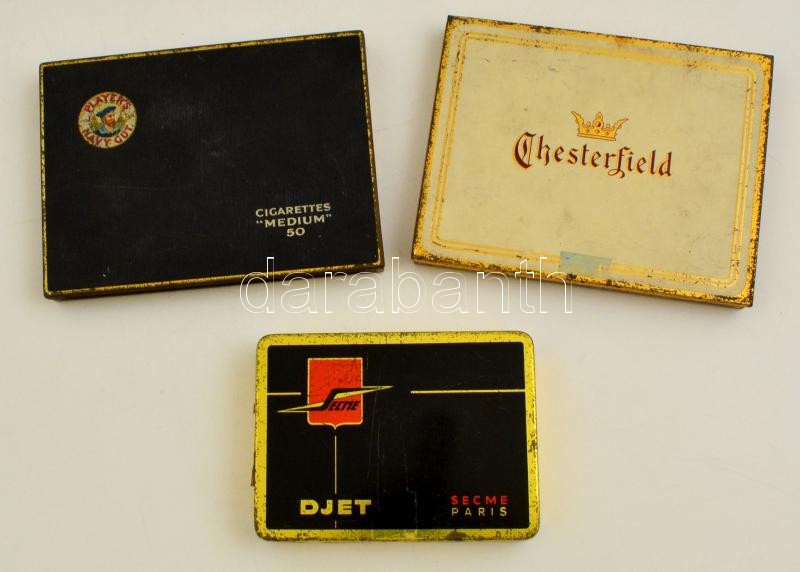 PLAYER'S
NAVY CUT
CIGARETTES
"MEDIUM"
50
Chesterfield
darabanth
SECME
DJET
SECME
PARIS